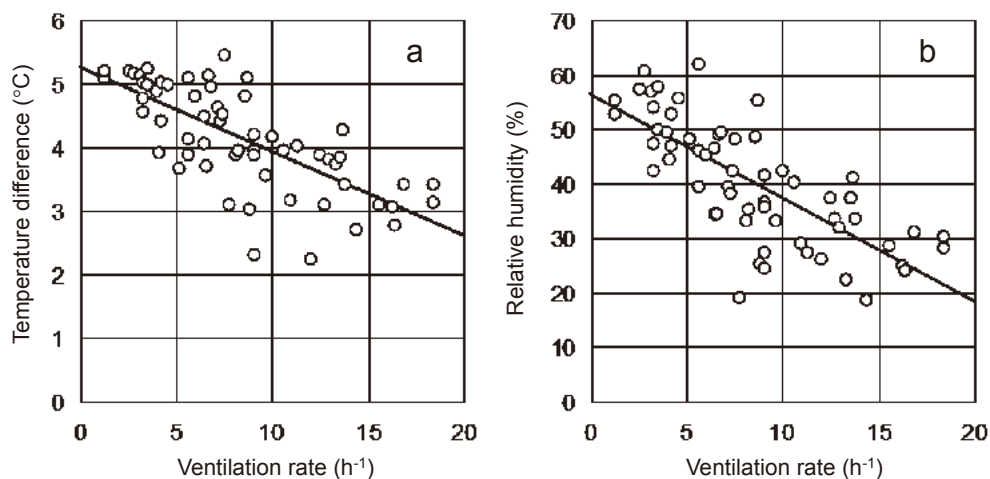 6
5
4
3
2
1
0
Temperature difference (°C)
a
0 5 10 15 20
Ventilation rate (h⁻¹)
70
60
50
40
30
20
10
0
Relative humidity (%)
b
0 5 10 15 20
Ventilation rate (h⁻¹)